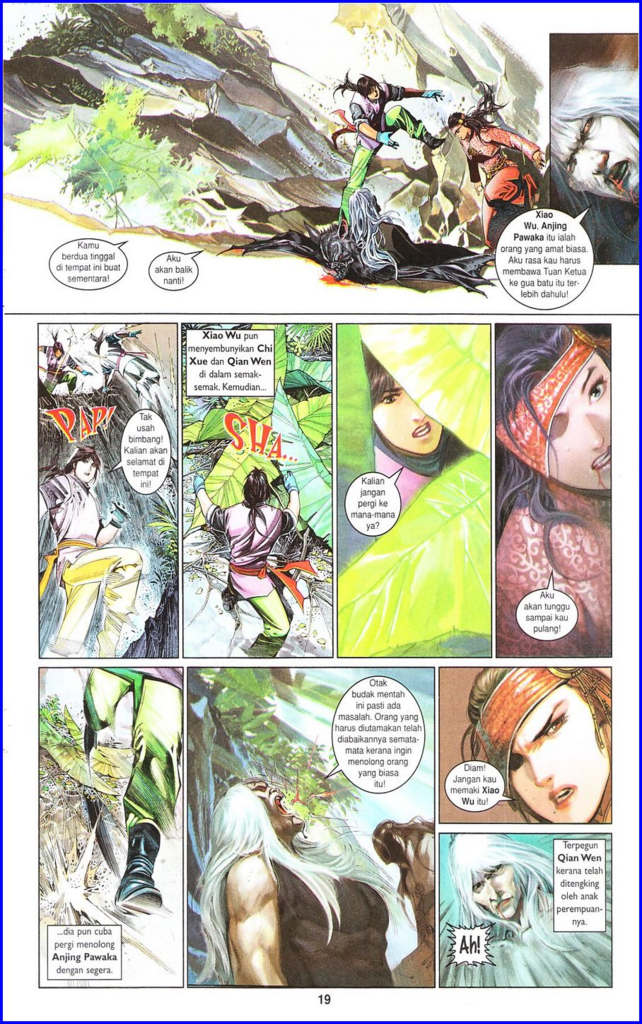 Kamu
berdua tinggal
di tempat ini buat
sementara!
Aku
akan balik
nanti!
Xiao
Wu, Anjing
Pawaka itu ialah
orang yang amat biasa.
Aku rasa kau harus
membawa Tuan Ketua
ke gua batu itu ter-
lebih dahulu!
PAP!
Tak
usah
bimbang!
Kalian akan
selamat di
tempat
ini!
Xiao Wu pun
menyembunyikan Chi
Xue dan Qian Wen
di dalam semak-
semak. Kemudian...
SHA...
Kalian
jangan
pergi ke
mana-mana
ya?
Aku
akan tunggu
sampai kau
pulang!
...dia pun cuba
pergi menolong
Anjing Pawaka
dengan segera.
Otak
budak mentah
ini pasti ada
masalah. Orang yang
harus diutamakan telah
diabaikannya semata-
mata kerana ingin
menolong orang
yang biasa
itu!
Diam!
Jangan kau
memaki Xiao
Wu itu!
Ah!
Terpegun
Qian Wen
kerana telah
ditengking
oleh anak
perempuan-
nya.
19